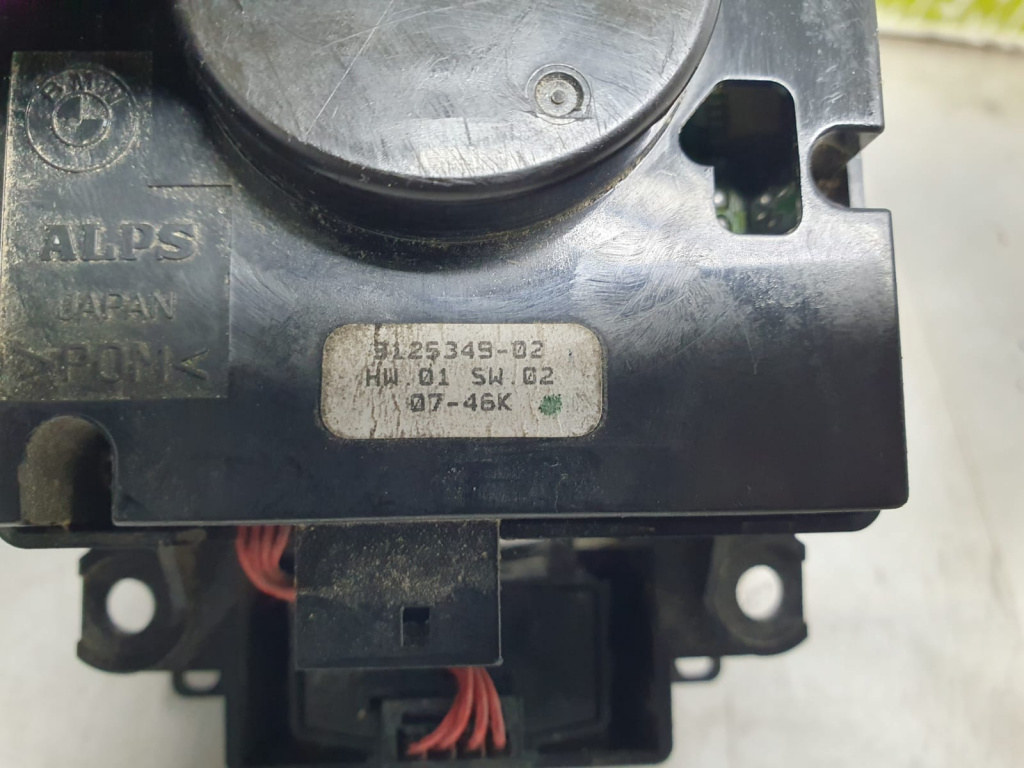 BMW
ALPS
JAPAN
>POM<
9125349-02
HW.01 SW.02
07-46K